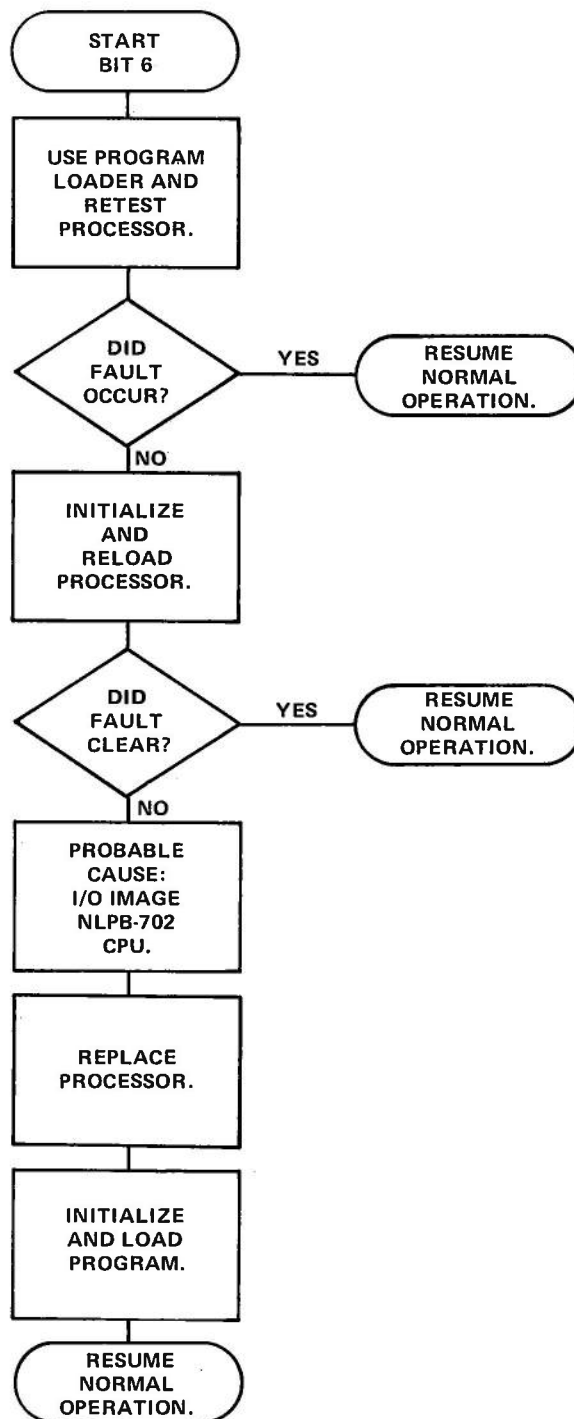 START
BIT 6
USE PROGRAM
LOADER AND
RETEST
PROCESSOR.
DID
FAULT
OCCUR?
YES
RESUME
NORMAL
OPERATION.
NO
INITIALIZE
AND
RELOAD
PROCESSOR.
DID
FAULT
CLEAR?
YES
RESUME
NORMAL
OPERATION.
NO
PROBABLE
CAUSE:
I/O IMAGE
NLPB-702
CPU.
REPLACE
PROCESSOR.
INITIALIZE
AND LOAD
PROGRAM.
RESUME
NORMAL
OPERATION.